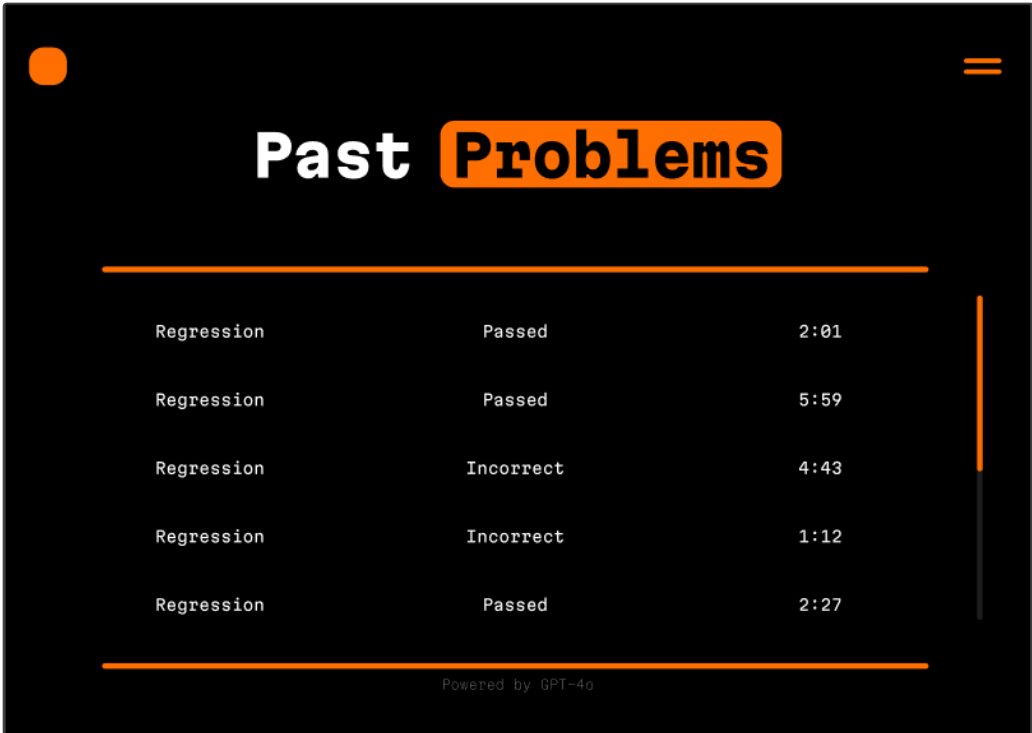 Past Problems
Regression Passed 2:01
Regression Passed 5:59
Regression Incorrect 4:43
Regression Incorrect 1:12
Regression Passed 2:27
Powered by GPT-4o